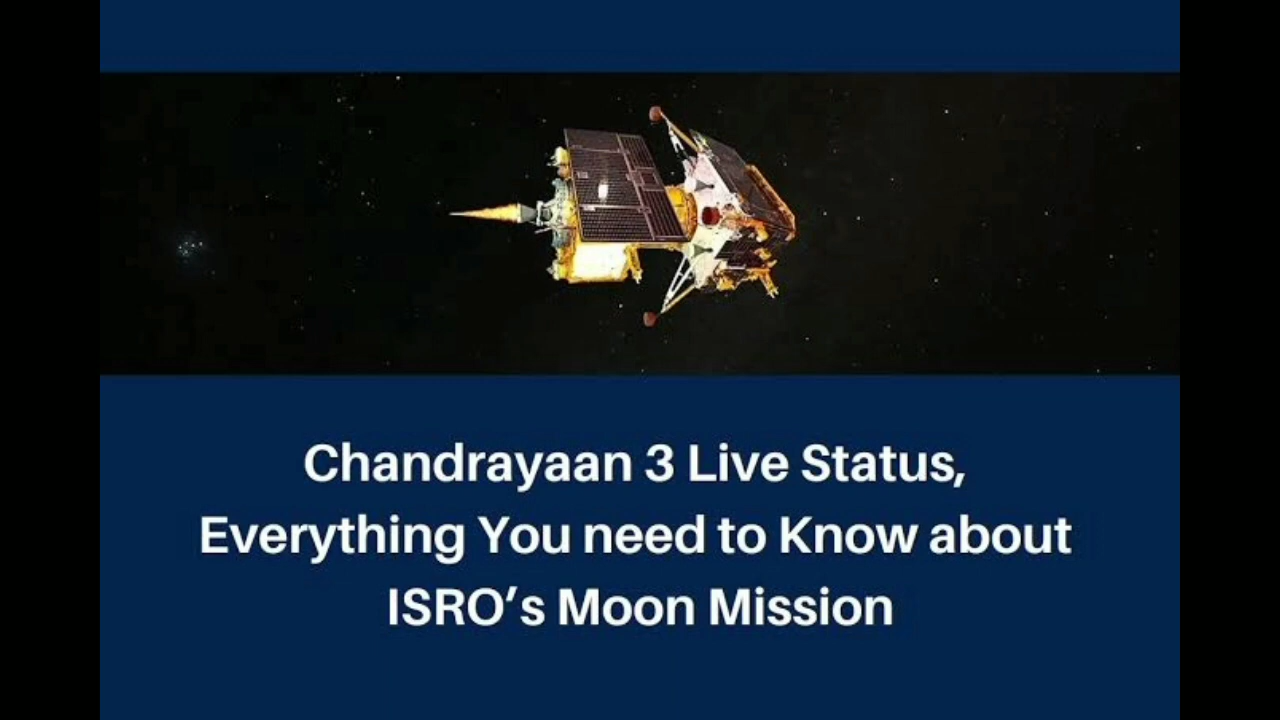 Chandrayaan 3 Live Status,
Everything You need to Know about
ISRO’s Moon Mission